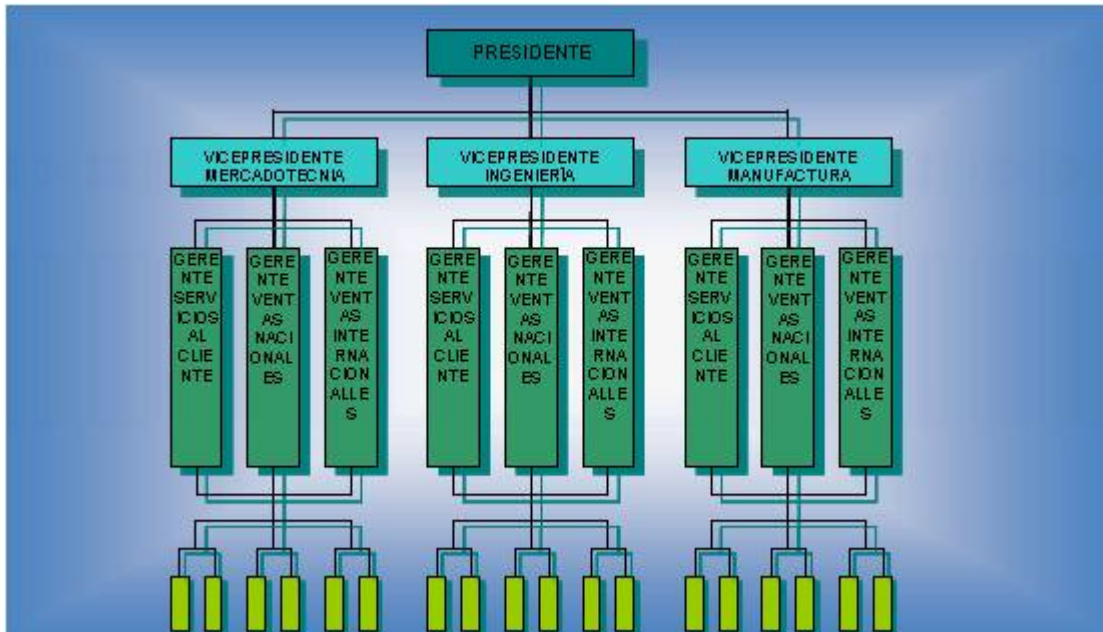 PRESIDENTE
VICEPRESIDENTE
MERCADOTECNIA
VICEPRESIDENTE
INGENIERÍA
VICEPRESIDENTE
MANUFACTURA
GERE
NTE
SERV
ICIOS
AL
CLIE
NTE
GERE
NTE
VENT
AS
NACI
ONAL
ES
GERE
NTE
VENT
AS
INTE
RNA
CION
ALLE
S
GERE
NTE
SERV
ICIOS
AL
CLIE
NTE
GERE
NTE
VENT
AS
NACI
ONAL
ES
GERE
NTE
VENT
AS
INTE
RNA
CION
ALLE
S
GERE
NTE
SERV
ICIOS
AL
CLIE
NTE
GERE
NTE
VENT
AS
NACI
ONAL
ES
GERE
NTE
VENT
AS
INTE
RNA
CION
ALLE
S